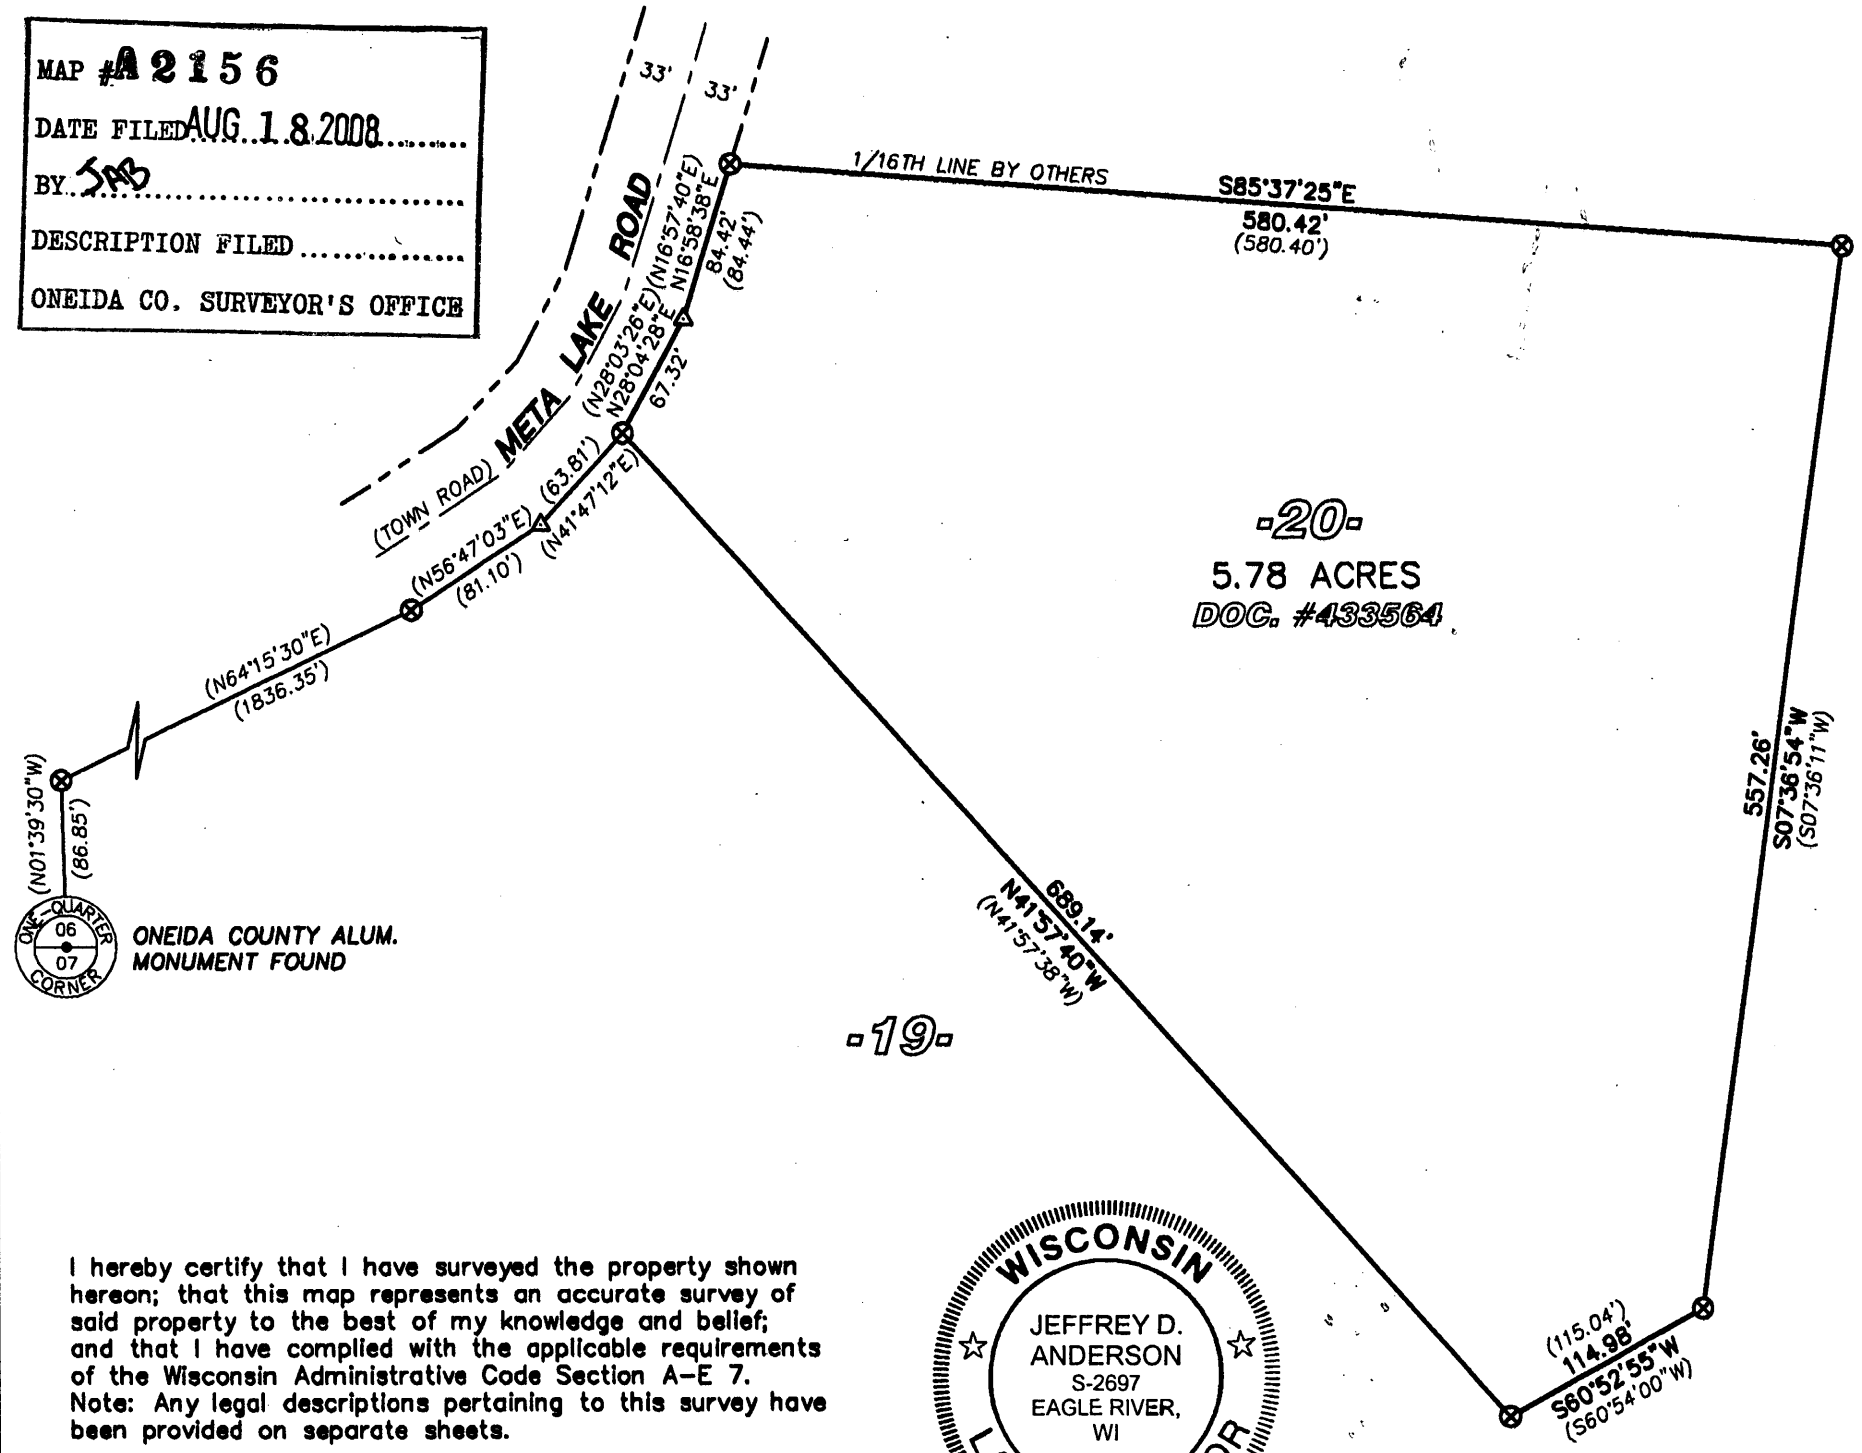 MAP #A2156
DATE FILED AUG 18 2008
BY JAB
DESCRIPTION FILED
ONEIDA CO. SURVEYOR'S OFFICE
33'
33'
META LAKE ROAD
(TOWN ROAD)
(N16°57'40"E)
N16°58'38"E
84.42'
(84.44')
(N28°03'26"E)
N28°04'28"E
67.32'
1/16TH LINE BY OTHERS
S85°37'25"E
580.42'
(580.40')
(63.81')
(N41°47'12"E)
(N56°47'03"E)
(81.10')
(N64°15'30"E)
(1836.35')
(N01°39'30"W)
(86.85')
ONE-QUARTER
06
07
CORNER
ONEIDA COUNTY ALUM.
MONUMENT FOUND
-20-
5.78 ACRES
DOC. #433564
557.26'
S07°36'54"W
(S07°36'11"W)
689.14'
N41°57'40"W
(N41°57'38"W)
-19-
(115.04')
114.98'
S60°52'55"W
(S60°54'00"W)
I hereby certify that I have surveyed the property shown
hereon; that this map represents an accurate survey of
said property to the best of my knowledge and belief;
and that I have complied with the applicable requirements
of the Wisconsin Administrative Code Section A-E 7.
Note: Any legal descriptions pertaining to this survey have
been provided on separate sheets.
WISCONSIN
JEFFREY D.
ANDERSON
S-2697
EAGLE RIVER,
WI